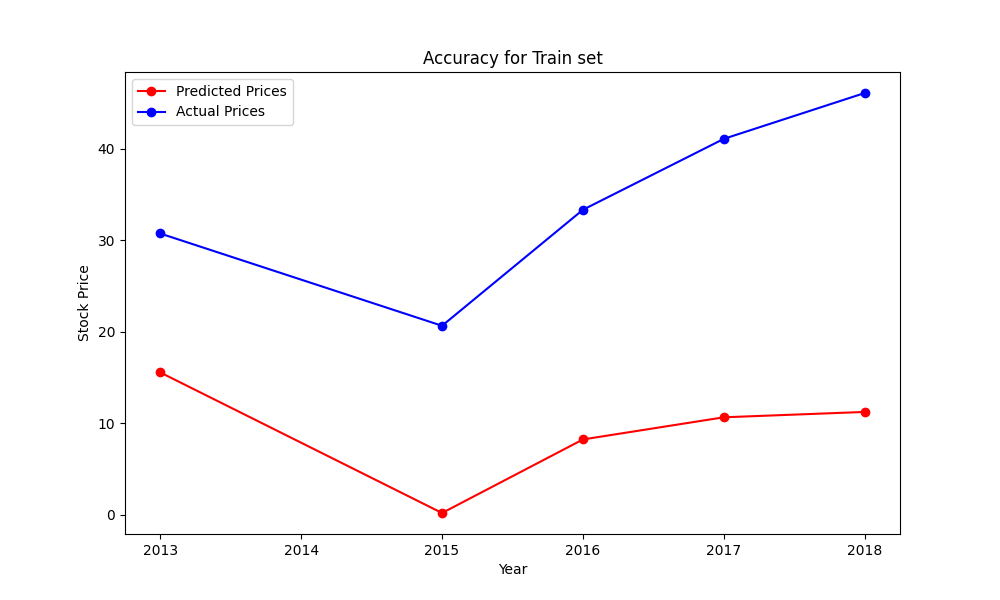 Accuracy for Train set
Predicted Prices
Actual Prices
Stock Price
40
30
20
10
0
2013 2014 2015 2016 2017 2018
Year